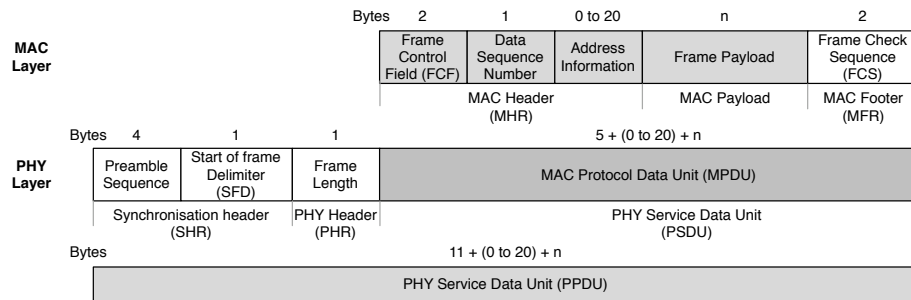 Bytes 2 1 0 to 20 n 2
MAC
Layer
Frame
Control
Field (FCF)
Data
Sequence
Number
Address
Information
Frame Payload
Frame Check
Sequence
(FCS)
MAC Header
(MHR)
MAC Payload
MAC Footer
(MFR)
Bytes 4 1 1 5 + (0 to 20) + n
PHY
Layer
Preamble
Sequence
Start of frame
Delimiter
(SFD)
Frame
Length
MAC Protocol Data Unit (MPDU)
Synchronisation header
(SHR)
PHY Header
(PHR)
PHY Service Data Unit
(PSDU)
Bytes 11 + (0 to 20) + n
PHY Service Data Unit (PPDU)